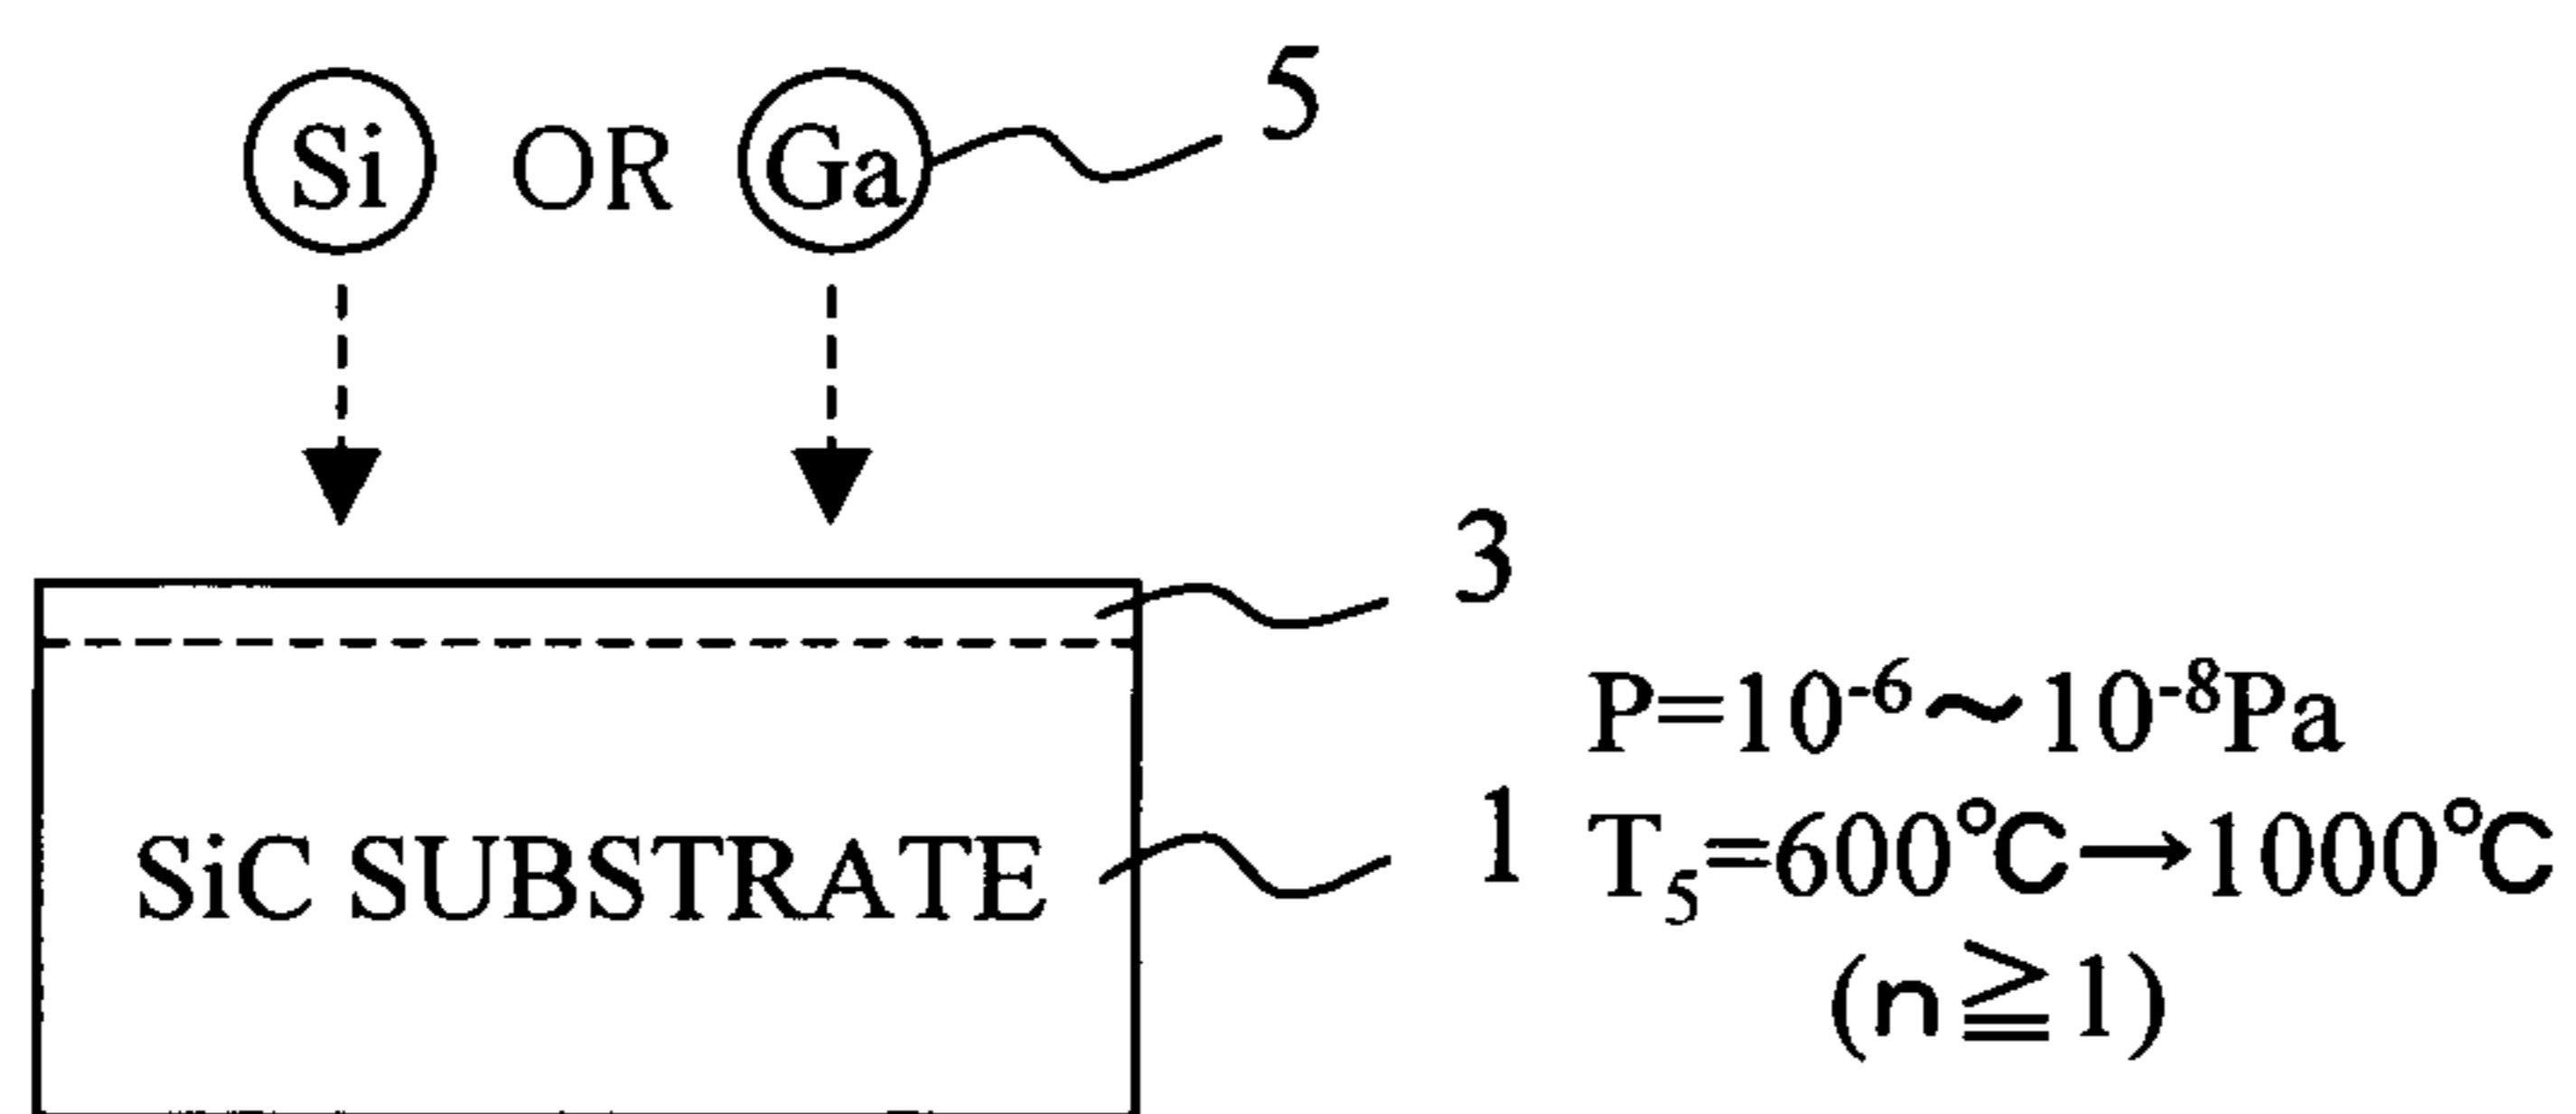 Si OR Ga 5
3
P=10⁻⁶～10⁻⁸Pa
SiC SUBSTRATE 1 T₅=600℃→1000℃
(n≧1)